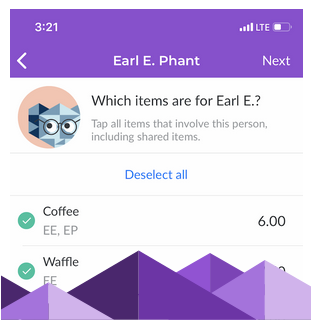 3:21 LTE
Earl E. Phant Next
Which items are for Earl E.?
Tap all items that involve this person,
including shared items.
Deselect all
Coffee
6.00
EE, EP
Waffle
EE